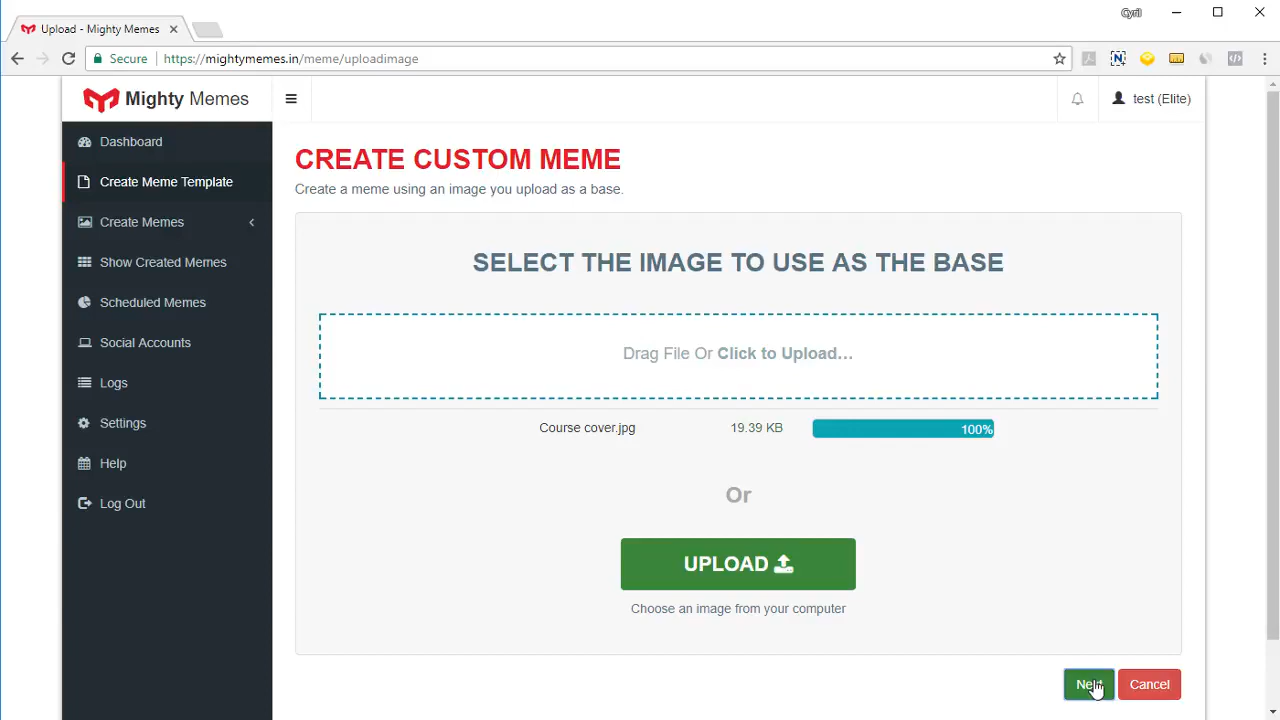 Cyril
Upload - Mighty Memes
Secure
https://mightymemes.in/meme/uploadimage
Mighty Memes
test (Elite)
Dashboard
Create Meme Template
Create Memes
Show Created Memes
Scheduled Memes
Social Accounts
Logs
Settings
Help
Log Out
CREATE CUSTOM MEME
Create a meme using an image you upload as a base.
SELECT THE IMAGE TO USE AS THE BASE
Drag File Or Click to Upload...
Course cover.jpg 19.39 KB 100%
Or
UPLOAD
Choose an image from your computer
Cancel